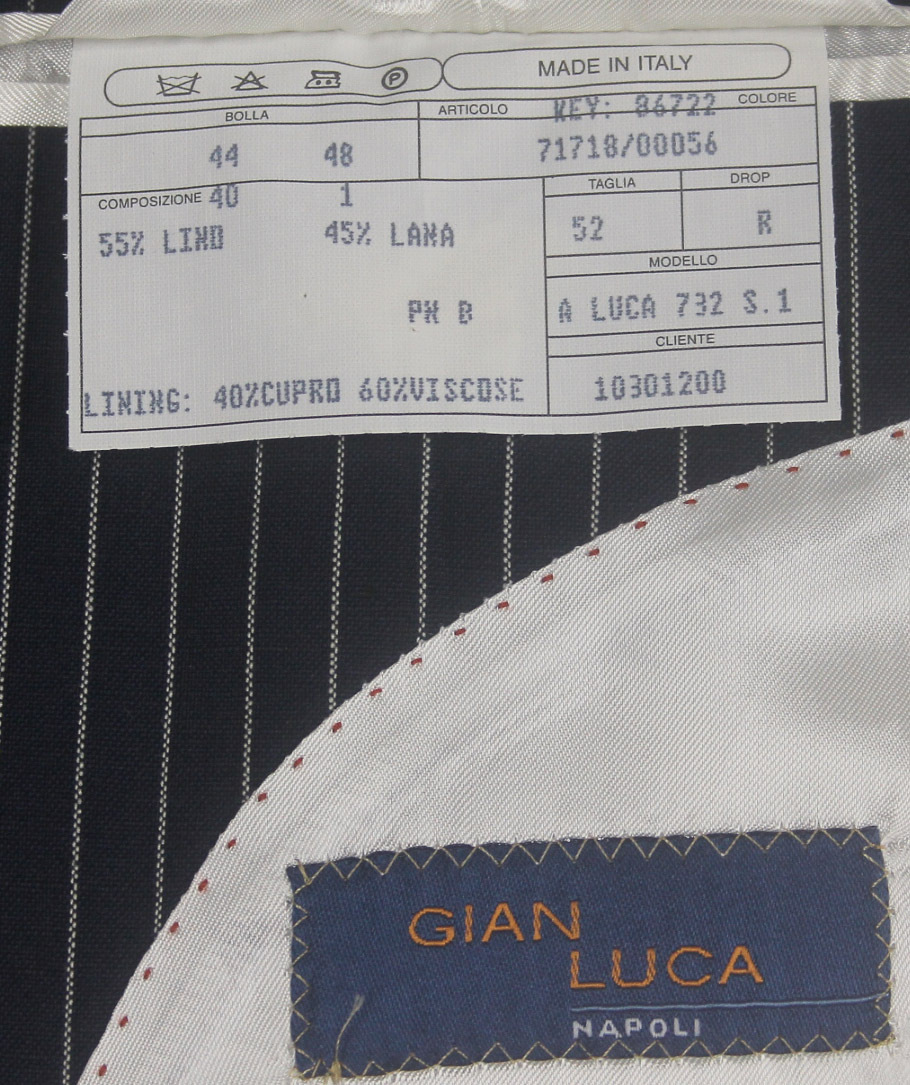 MADE IN ITALY
BOLLA
44 48
40 1
ARTICOLO KEY: 86722 COLORE
71718/00056
COMPOSIZIONE
55% LINO 45% LANA
PN B
LINING: 40%CUPRO 60%VISCOSE
TAGLIA DROP
52 R
MODELLO
A LUCA 732 S.1
CLIENTE
10301200
GIAN
LUCA
NAPOLI